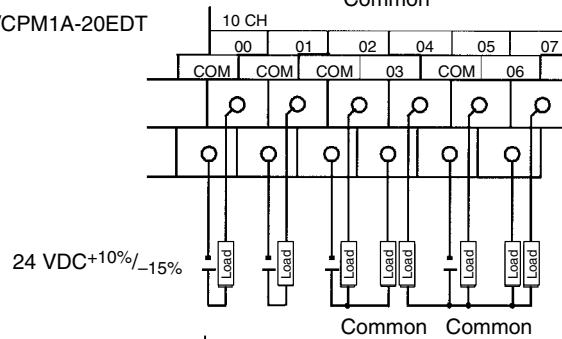 Common
/CPM1A-20EDT
10 CH
00 01 02 04 05 07
COM COM COM 03 COM 06
24 VDC+10%/–15%
Load Load Load Load Load Load Load Load
Common Common